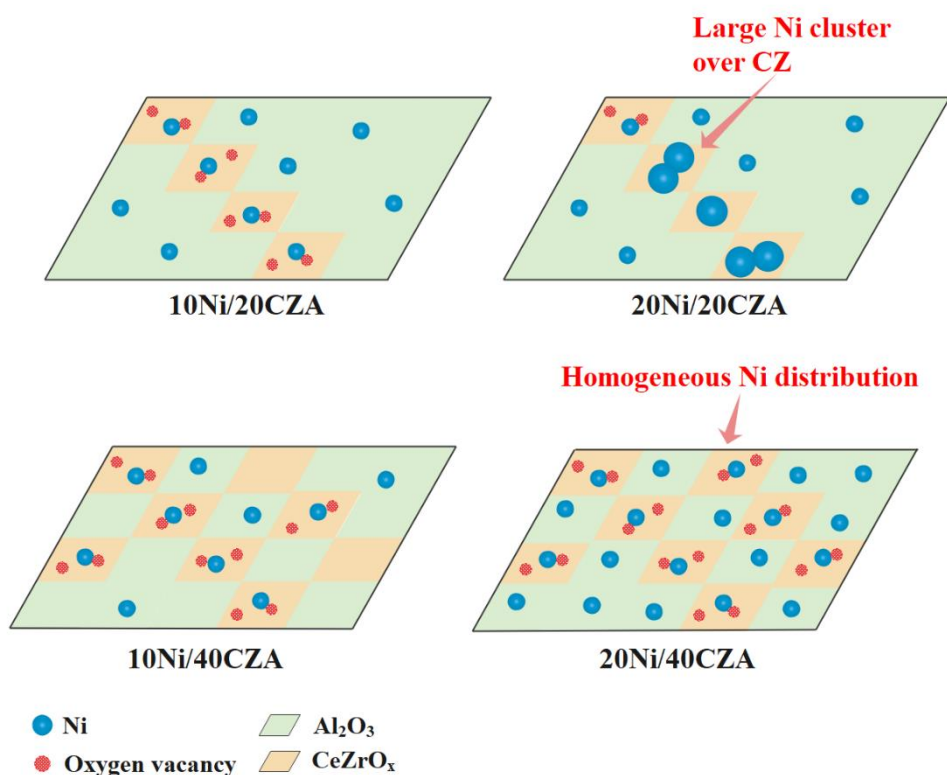 Large Ni cluster
over CZ
10Ni/20CZA
20Ni/20CZA
Homogeneous Ni distribution
10Ni/40CZA
20Ni/40CZA
Ni
Al₂O₃
Oxygen vacancy
CeZrOₓ